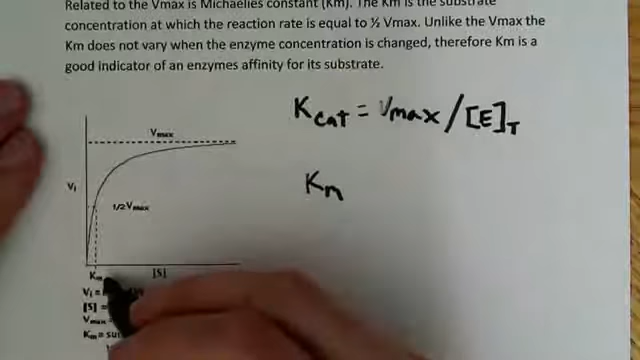 Related to the Vmax is Michaelies constant (Km). The Km is the substrate
concentration at which the reaction rate is equal to ½ Vmax. Unlike the Vmax the
Km does not vary when the enzyme concentration is changed, therefore Km is a
good indicator of an enzymes affinity for its substrate.
Kcat = Vmax / [E]T
Vmax
Km
Vi
1/2 Vmax
Km [S]
Vi =
[S] =
Vmax
Km = su